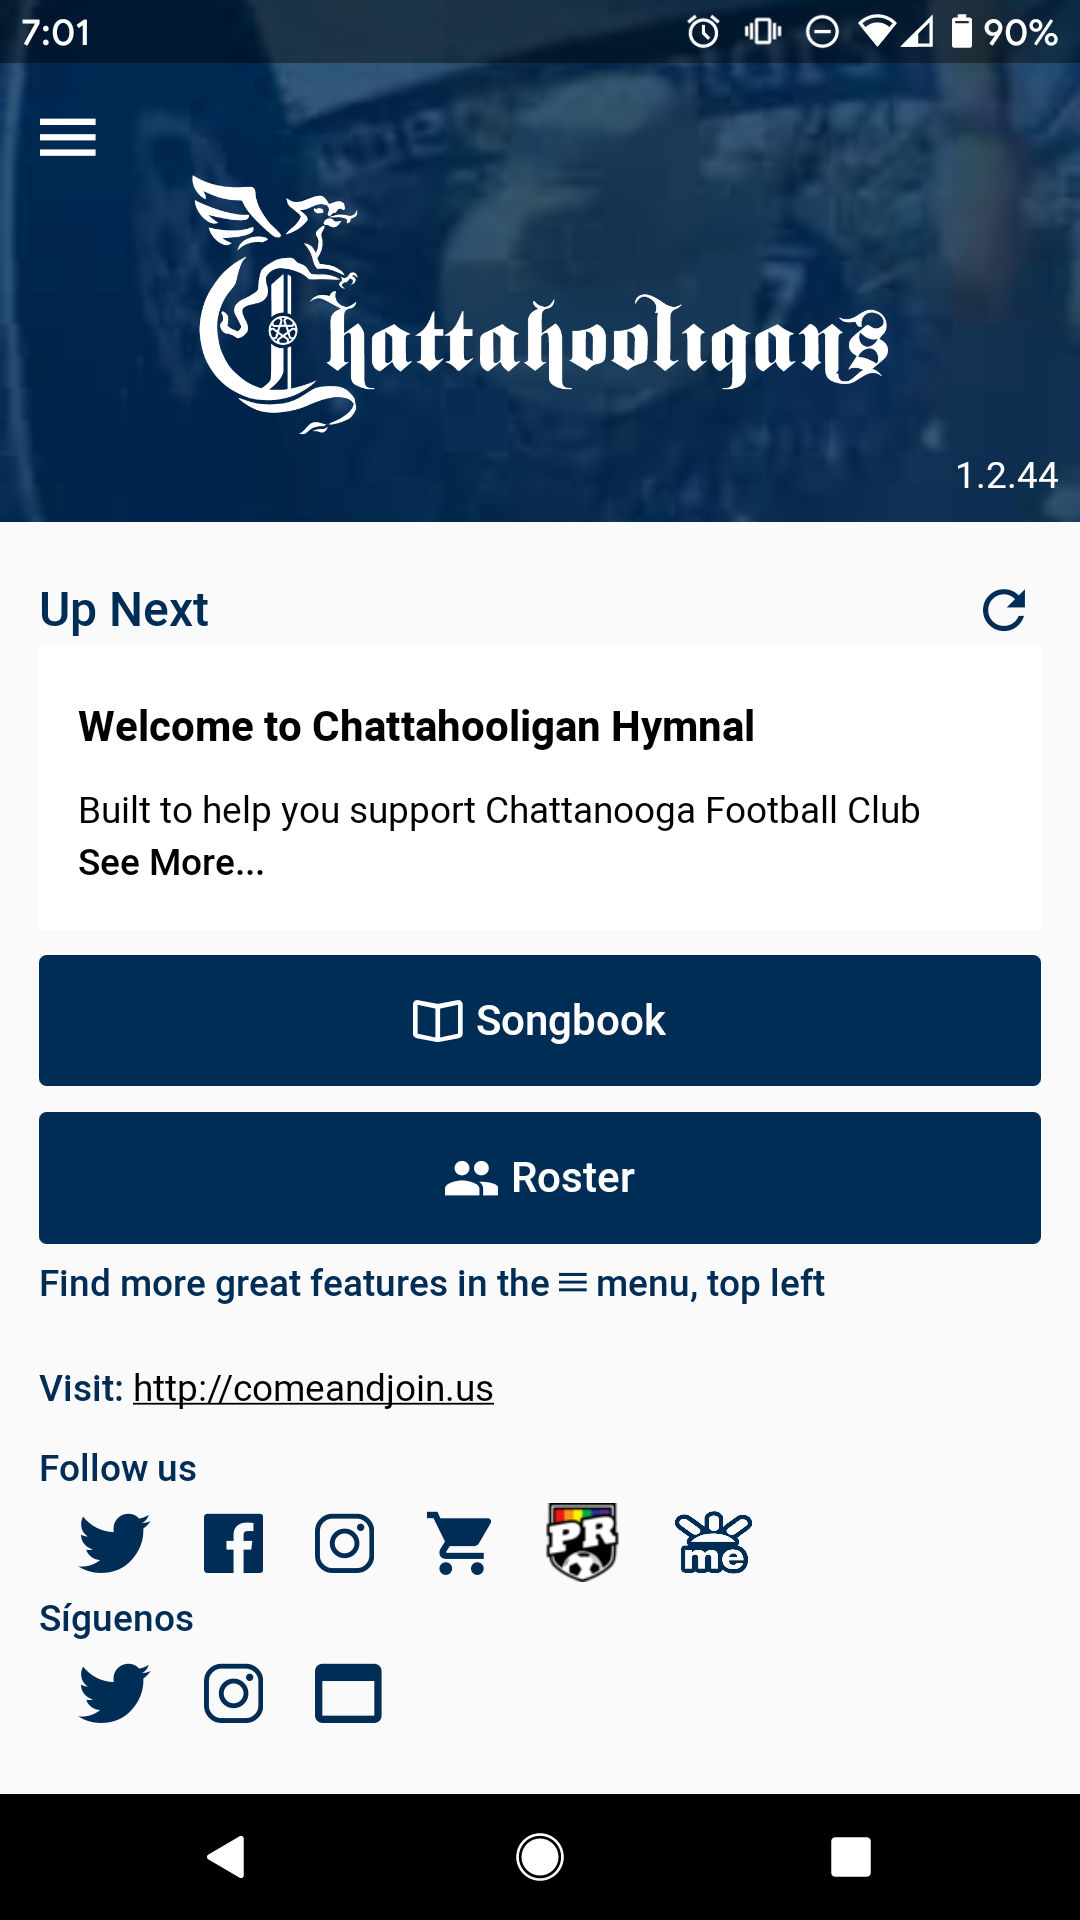 7:01
90%
Chattahooligans
1.2.44
Up Next
Welcome to Chattahooligan Hymnal
Built to help you support Chattanooga Football Club
See More...
Songbook
Roster
Find more great features in the menu, top left
Visit: http://comeandjoin.us
Follow us
PR
me
Síguenos